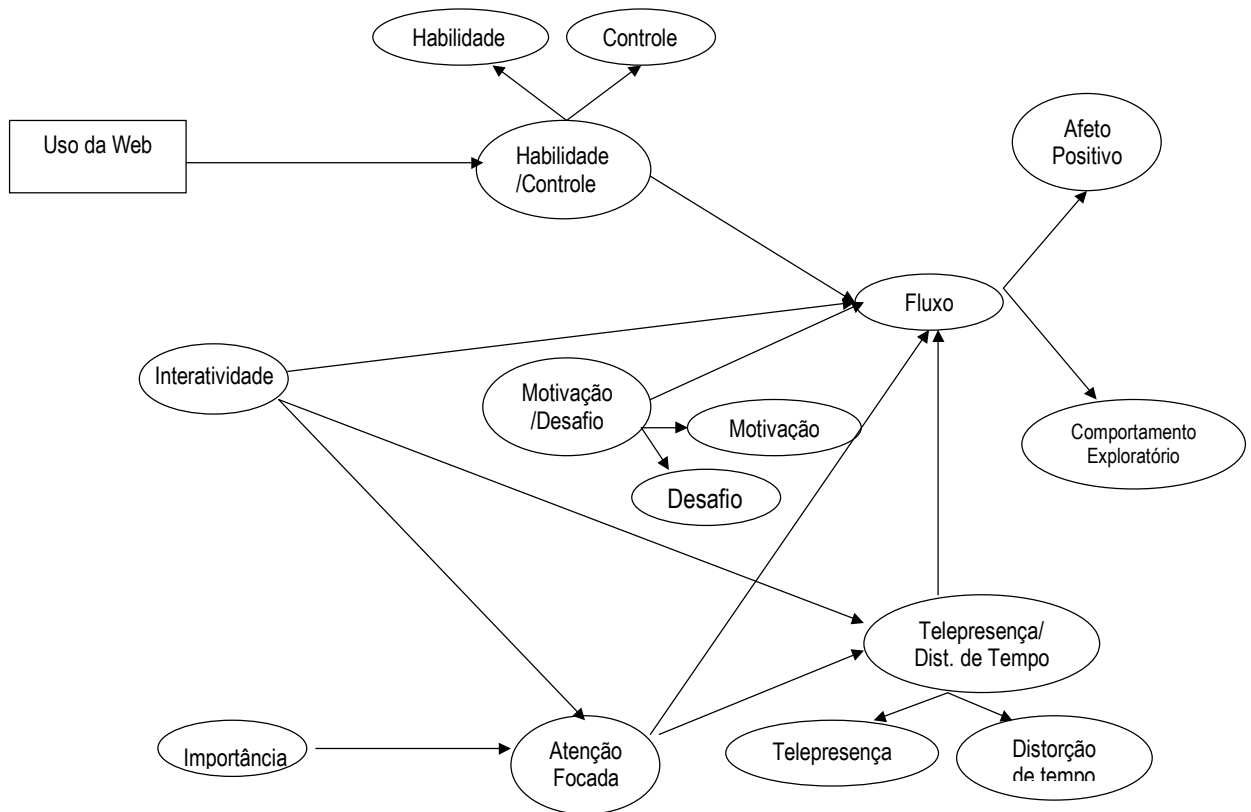 Habilidade
Controle
Uso da Web
Habilidade
/Controle
Afeto
Positivo
Fluxo
Interatividade
Motivação
/Desafio
Motivação
Desafio
Comportamento
Exploratório
Telepresença/
Dist. de Tempo
Importância
Atenção
Focada
Telepresença
Distorção
de tempo